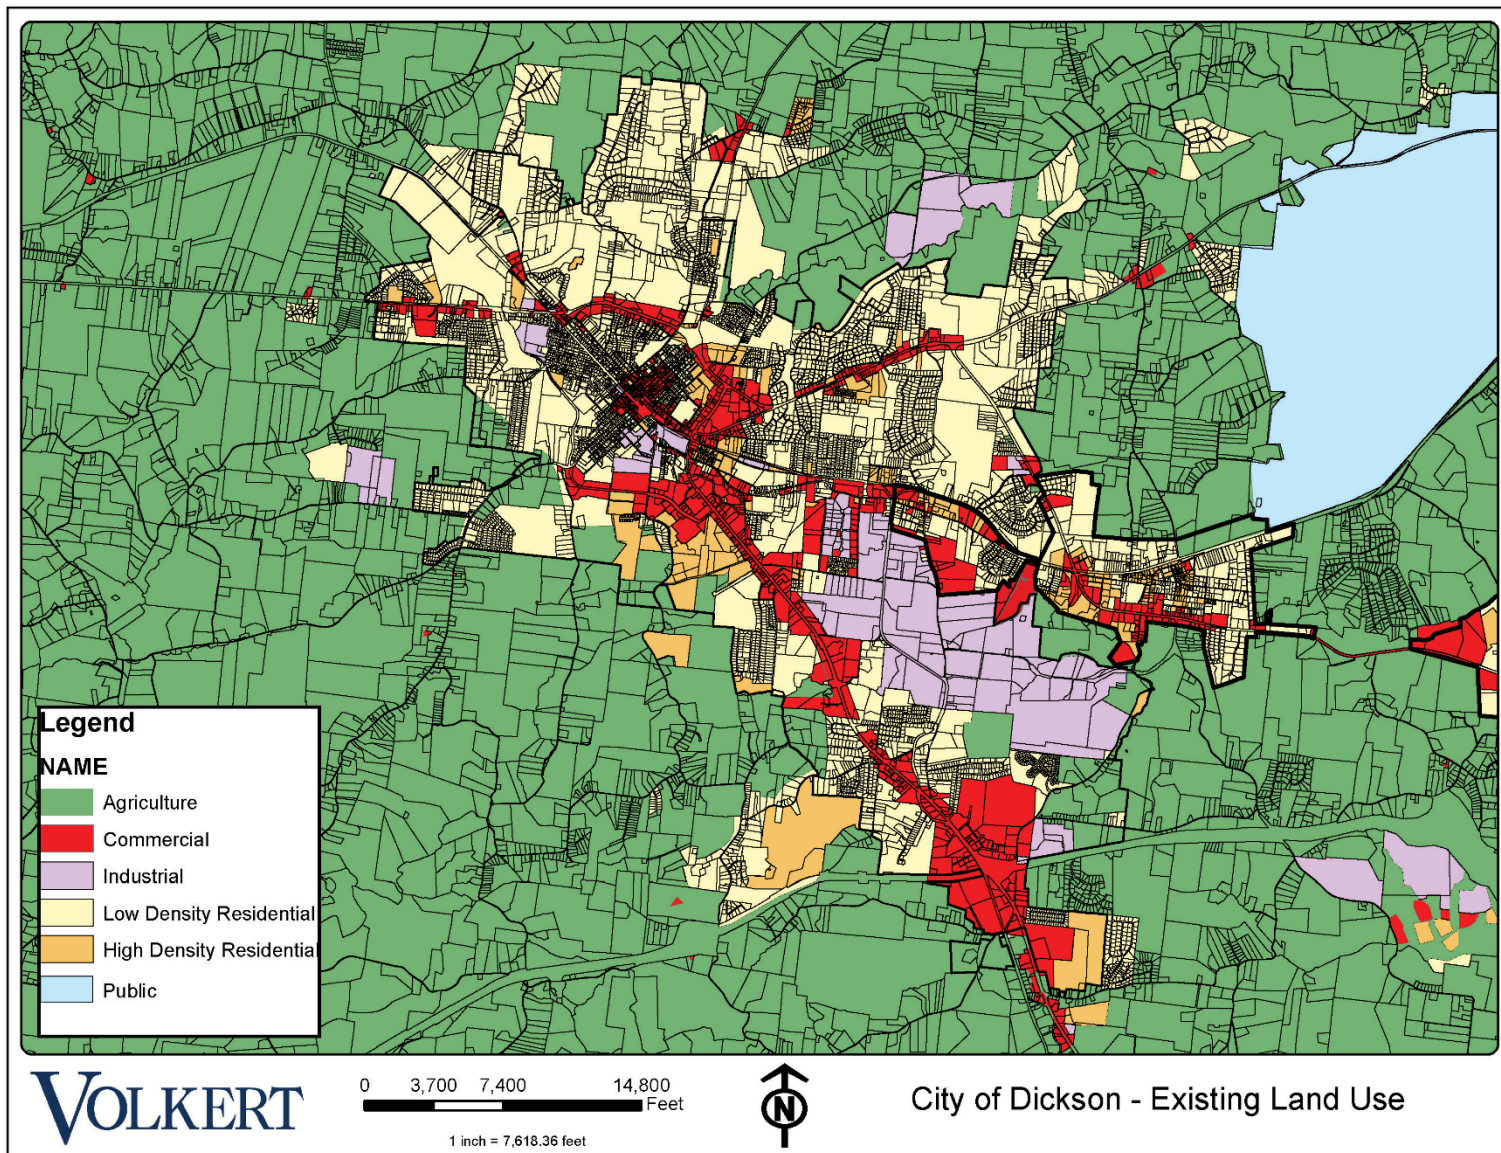 Legend
NAME
Agriculture
Commercial
Industrial
Low Density Residential
High Density Residential
Public
VOLKERT
0 3,700 7,400 14,800
Feet
1 inch = 7,618.36 feet
N
City of Dickson - Existing Land Use